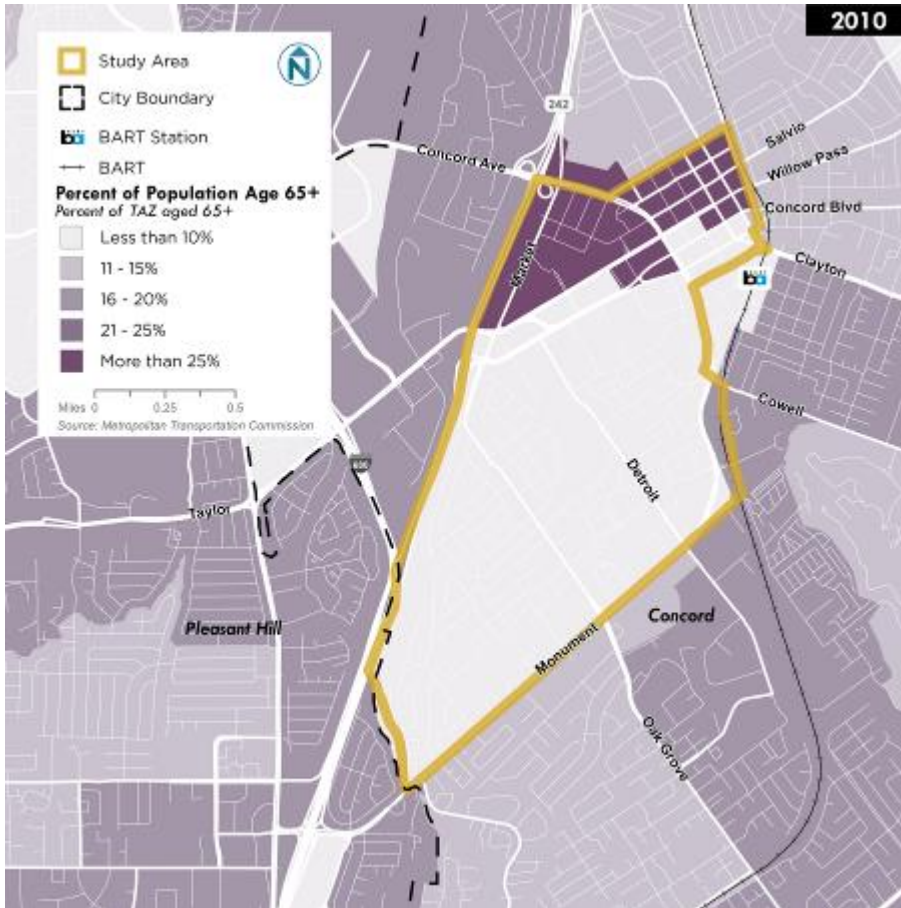 2010
Study Area
N
City Boundary
ba BART Station
BART
Percent of Population Age 65+
Percent of TAZ aged 65+
Less than 10%
11 - 15%
16 - 20%
21 - 25%
More than 25%
Miles 0 0.25 0.5
Source: Metropolitan Transportation Commission
242
Concord Ave
Salvio
Willow Pass
Concord Blvd
Clayton
ba
Market
Cowell
Detroit
Taylor
Pleasant Hill
Concord
Monument
Oak Grove